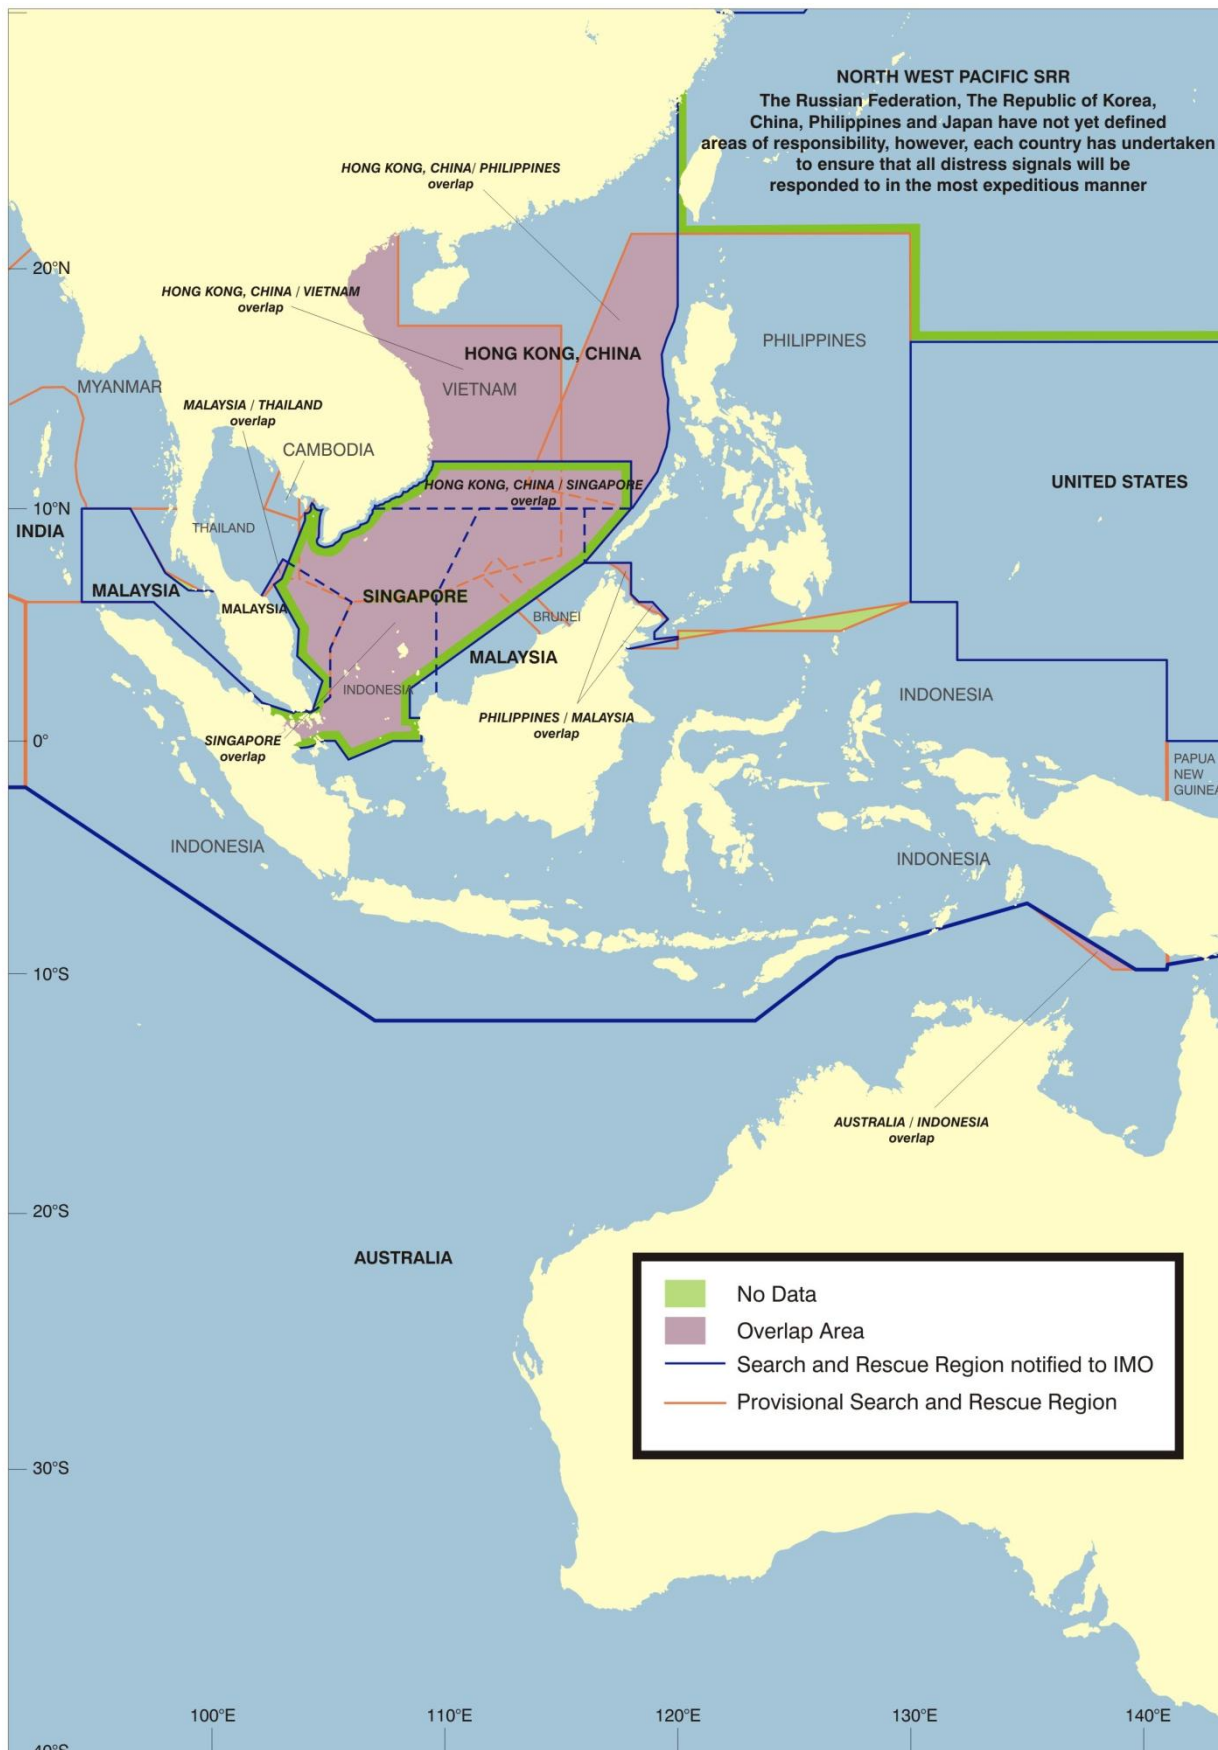 NORTH WEST PACIFIC SRR
The Russian Federation, The Republic of Korea,
China, Philippines and Japan have not yet defined
areas of responsibility, however, each country has undertaken
to ensure that all distress signals will be
responded to in the most expeditious manner
HONG KONG, CHINA/ PHILIPPINES
overlap
20°N
HONG KONG, CHINA / VIETNAM
overlap
PHILIPPINES
HONG KONG, CHINA
MYANMAR
VIETNAM
MALAYSIA / THAILAND
overlap
CAMBODIA
HONG KONG, CHINA / SINGAPORE
overlap
UNITED STATES
10°N
INDIA
THAILAND
MALAYSIA
MALAYSIA
SINGAPORE
BRUNEI
MALAYSIA
INDONESIA
INDONESIA
PHILIPPINES / MALAYSIA
overlap
SINGAPORE
overlap
0°
PAPUA
NEW
GUINEA
INDONESIA
INDONESIA
10°S
AUSTRALIA / INDONESIA
overlap
20°S
AUSTRALIA
No Data
Overlap Area
Search and Rescue Region notified to IMO
Provisional Search and Rescue Region
30°S
100°E
110°E
120°E
130°E
140°E
40°S